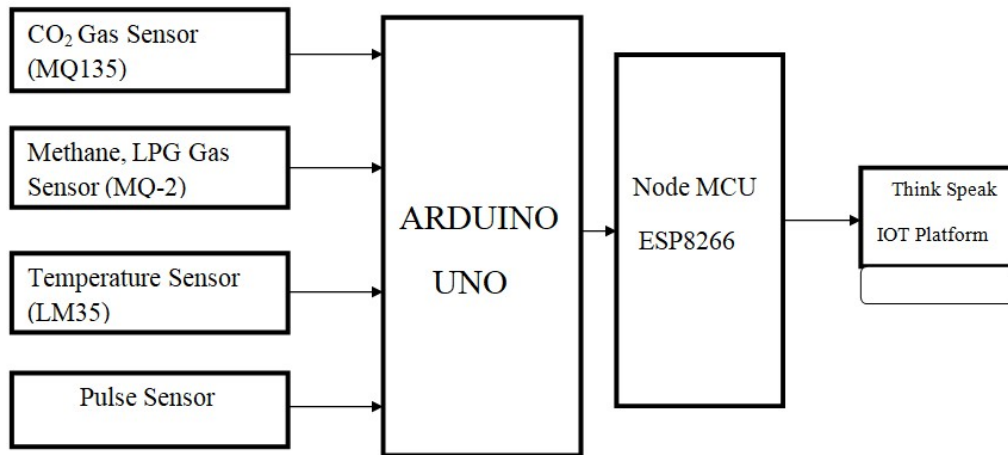 CO₂ Gas Sensor
(MQ135)
Methane, LPG Gas
Sensor (MQ-2)
Temperature Sensor
(LM35)
Pulse Sensor
ARDUINO
UNO
Node MCU
ESP8266
Think Speak
IOT Platform